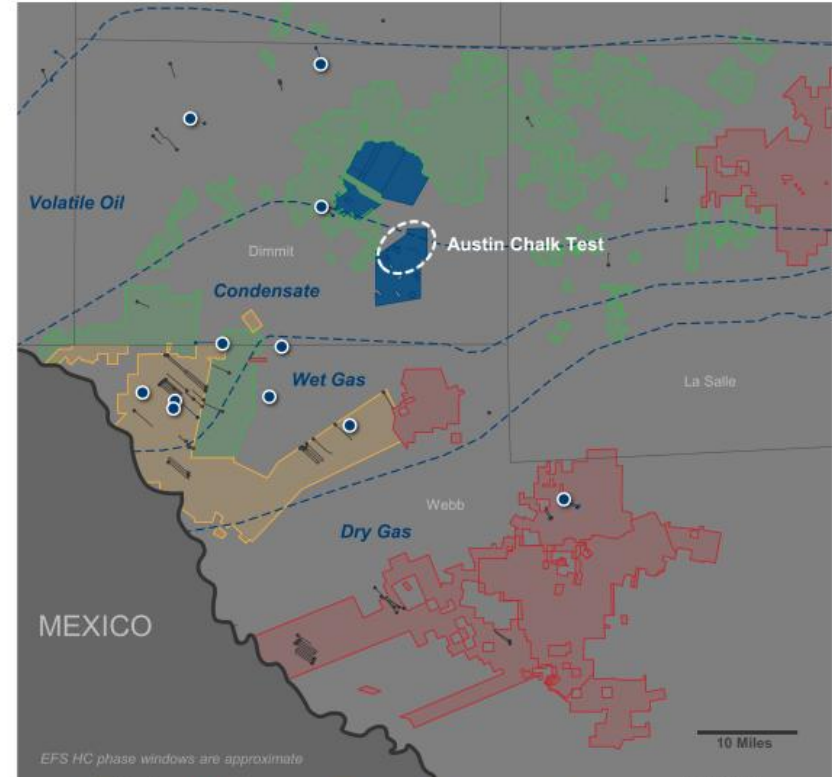 Volatile Oil
Austin Chalk Test
Dimmit
Condensate
Wet Gas
La Salle
Webb
Dry Gas
MEXICO
10 Miles
EFS HC phase windows are approximate